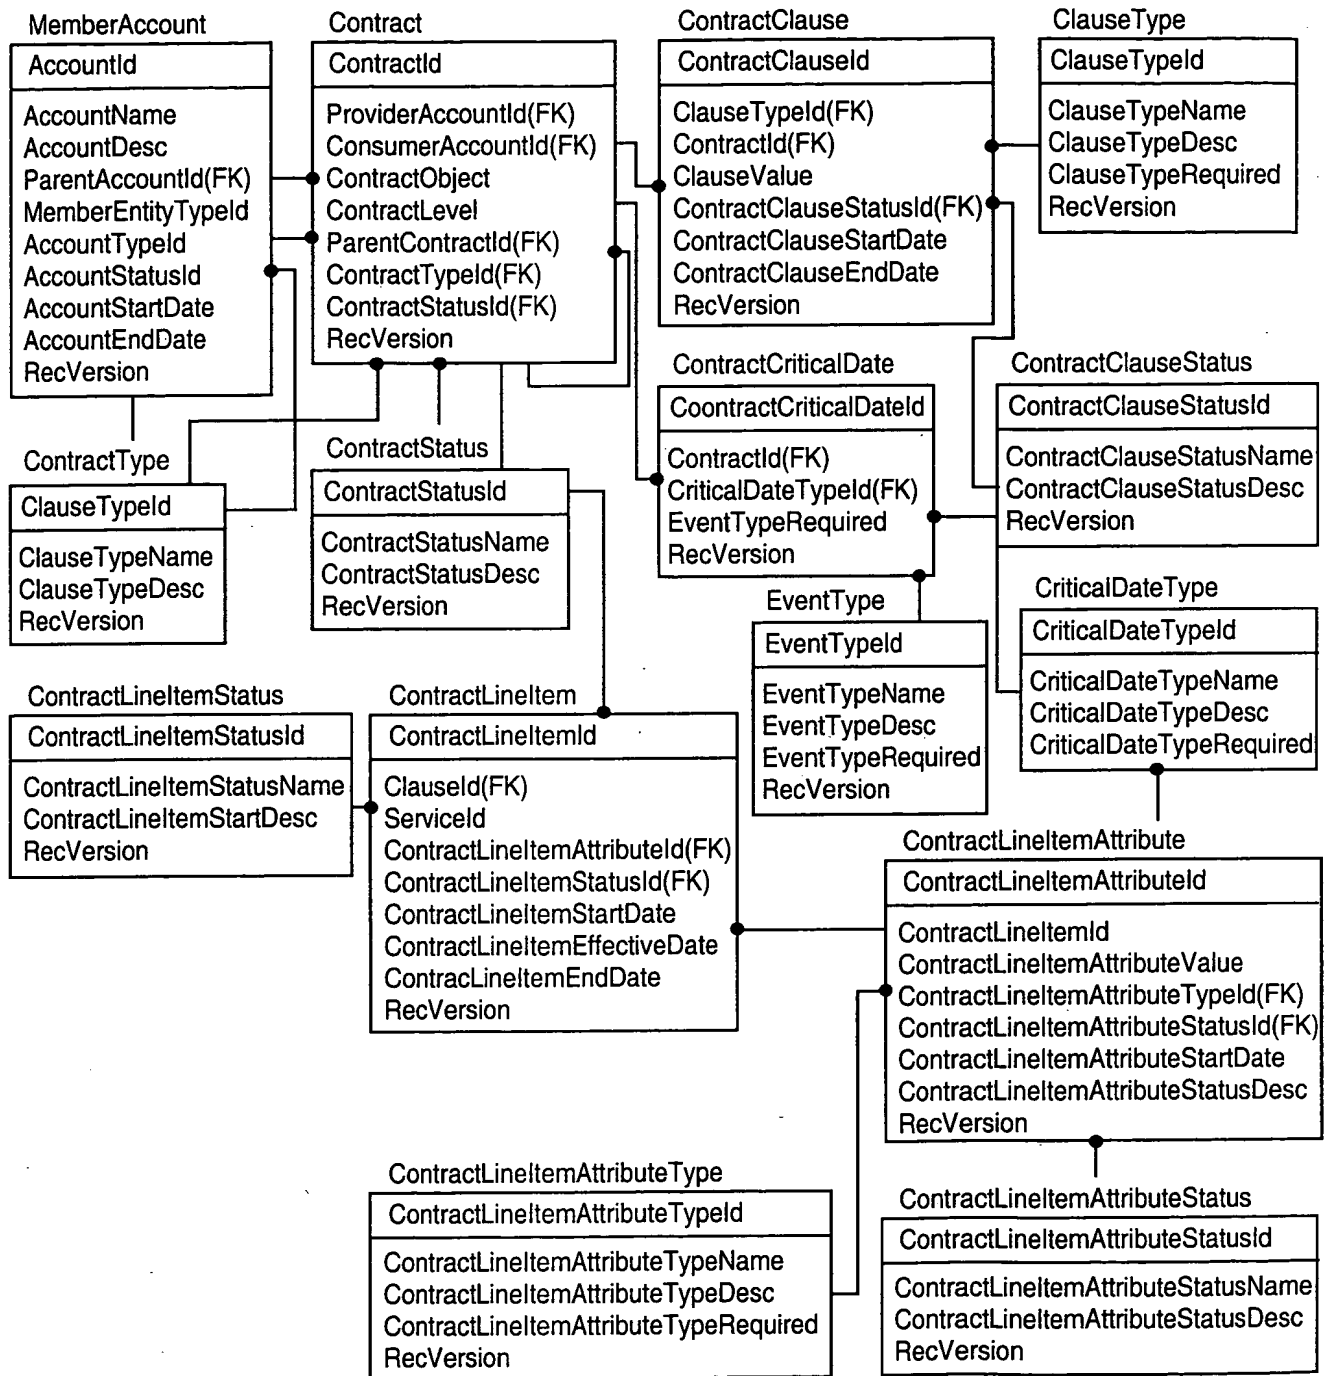 MemberAccount
AccountId
AccountName
AccountDesc
ParentAccountId(FK)
MemberEntityTypeId
AccountTypeId
AccountStatusId
AccountStartDate
AccountEndDate
RecVersion
Contract
ContractId
ProviderAccountId(FK)
ConsumerAccountId(FK)
ContractObject
ContractLevel
ParentContractId(FK)
ContractTypeId(FK)
ContractStatusId(FK)
RecVersion
ContractClause
ContractClauseId
ClauseTypeId(FK)
ContractId(FK)
ClauseValue
ContractClauseStatusId(FK)
ContractClauseStartDate
ContractClauseEndDate
RecVersion
ClauseType
ClauseTypeId
ClauseTypeName
ClauseTypeDesc
ClauseTypeRequired
RecVersion
ContractType
ClauseTypeId
ClauseTypeName
ClauseTypeDesc
RecVersion
ContractStatus
ContractStatusId
ContractStatusName
ContractStatusDesc
RecVersion
ContractCriticalDate
CoontractCriticalDateId
ContractId(FK)
CriticalDateTypeId(FK)
EventTypeRequired
RecVersion
ContractClauseStatus
ContractClauseStatusId
ContractClauseStatusName
ContractClauseStatusDesc
RecVersion
EventType
EventTypeId
EventTypeName
EventTypeDesc
EventTypeRequired
RecVersion
CriticalDateType
CriticalDateTypeId
CriticalDateTypeName
CriticalDateTypeDesc
CriticalDateTypeRequired
ContractLineItemStatus
ContractLineItemStatusId
ContractLineItemStatusName
ContractLineItemStartDesc
RecVersion
ContractLineItem
ContractLineItemId
ClauseId(FK)
ServiceId
ContractLineItemAttributeId(FK)
ContractLineItemStatusId(FK)
ContractLineItemStartDate
ContractLineItemEffectiveDate
ContracLineItemEndDate
RecVersion
ContractLineItemAttribute
ContractLineItemAttributeId
ContractLineItemId
ContractLineItemAttributeValue
ContractLineItemAttributeTypeId(FK)
ContractLineItemAttributeStatusId(FK)
ContractLineItemAttributeStartDate
ContractLineItemAttributeStatusDesc
RecVersion
ContractLineItemAttributeType
ContractLineItemAttributeTypeId
ContractLineItemAttributeTypeName
ContractLineItemAttributeTypeDesc
ContractLineItemAttributeTypeRequired
RecVersion
ContractLineItemAttributeStatus
ContractLineItemAttributeStatusId
ContractLineItemAttributeStatusName
ContractLineItemAttributeStatusDesc
RecVersion